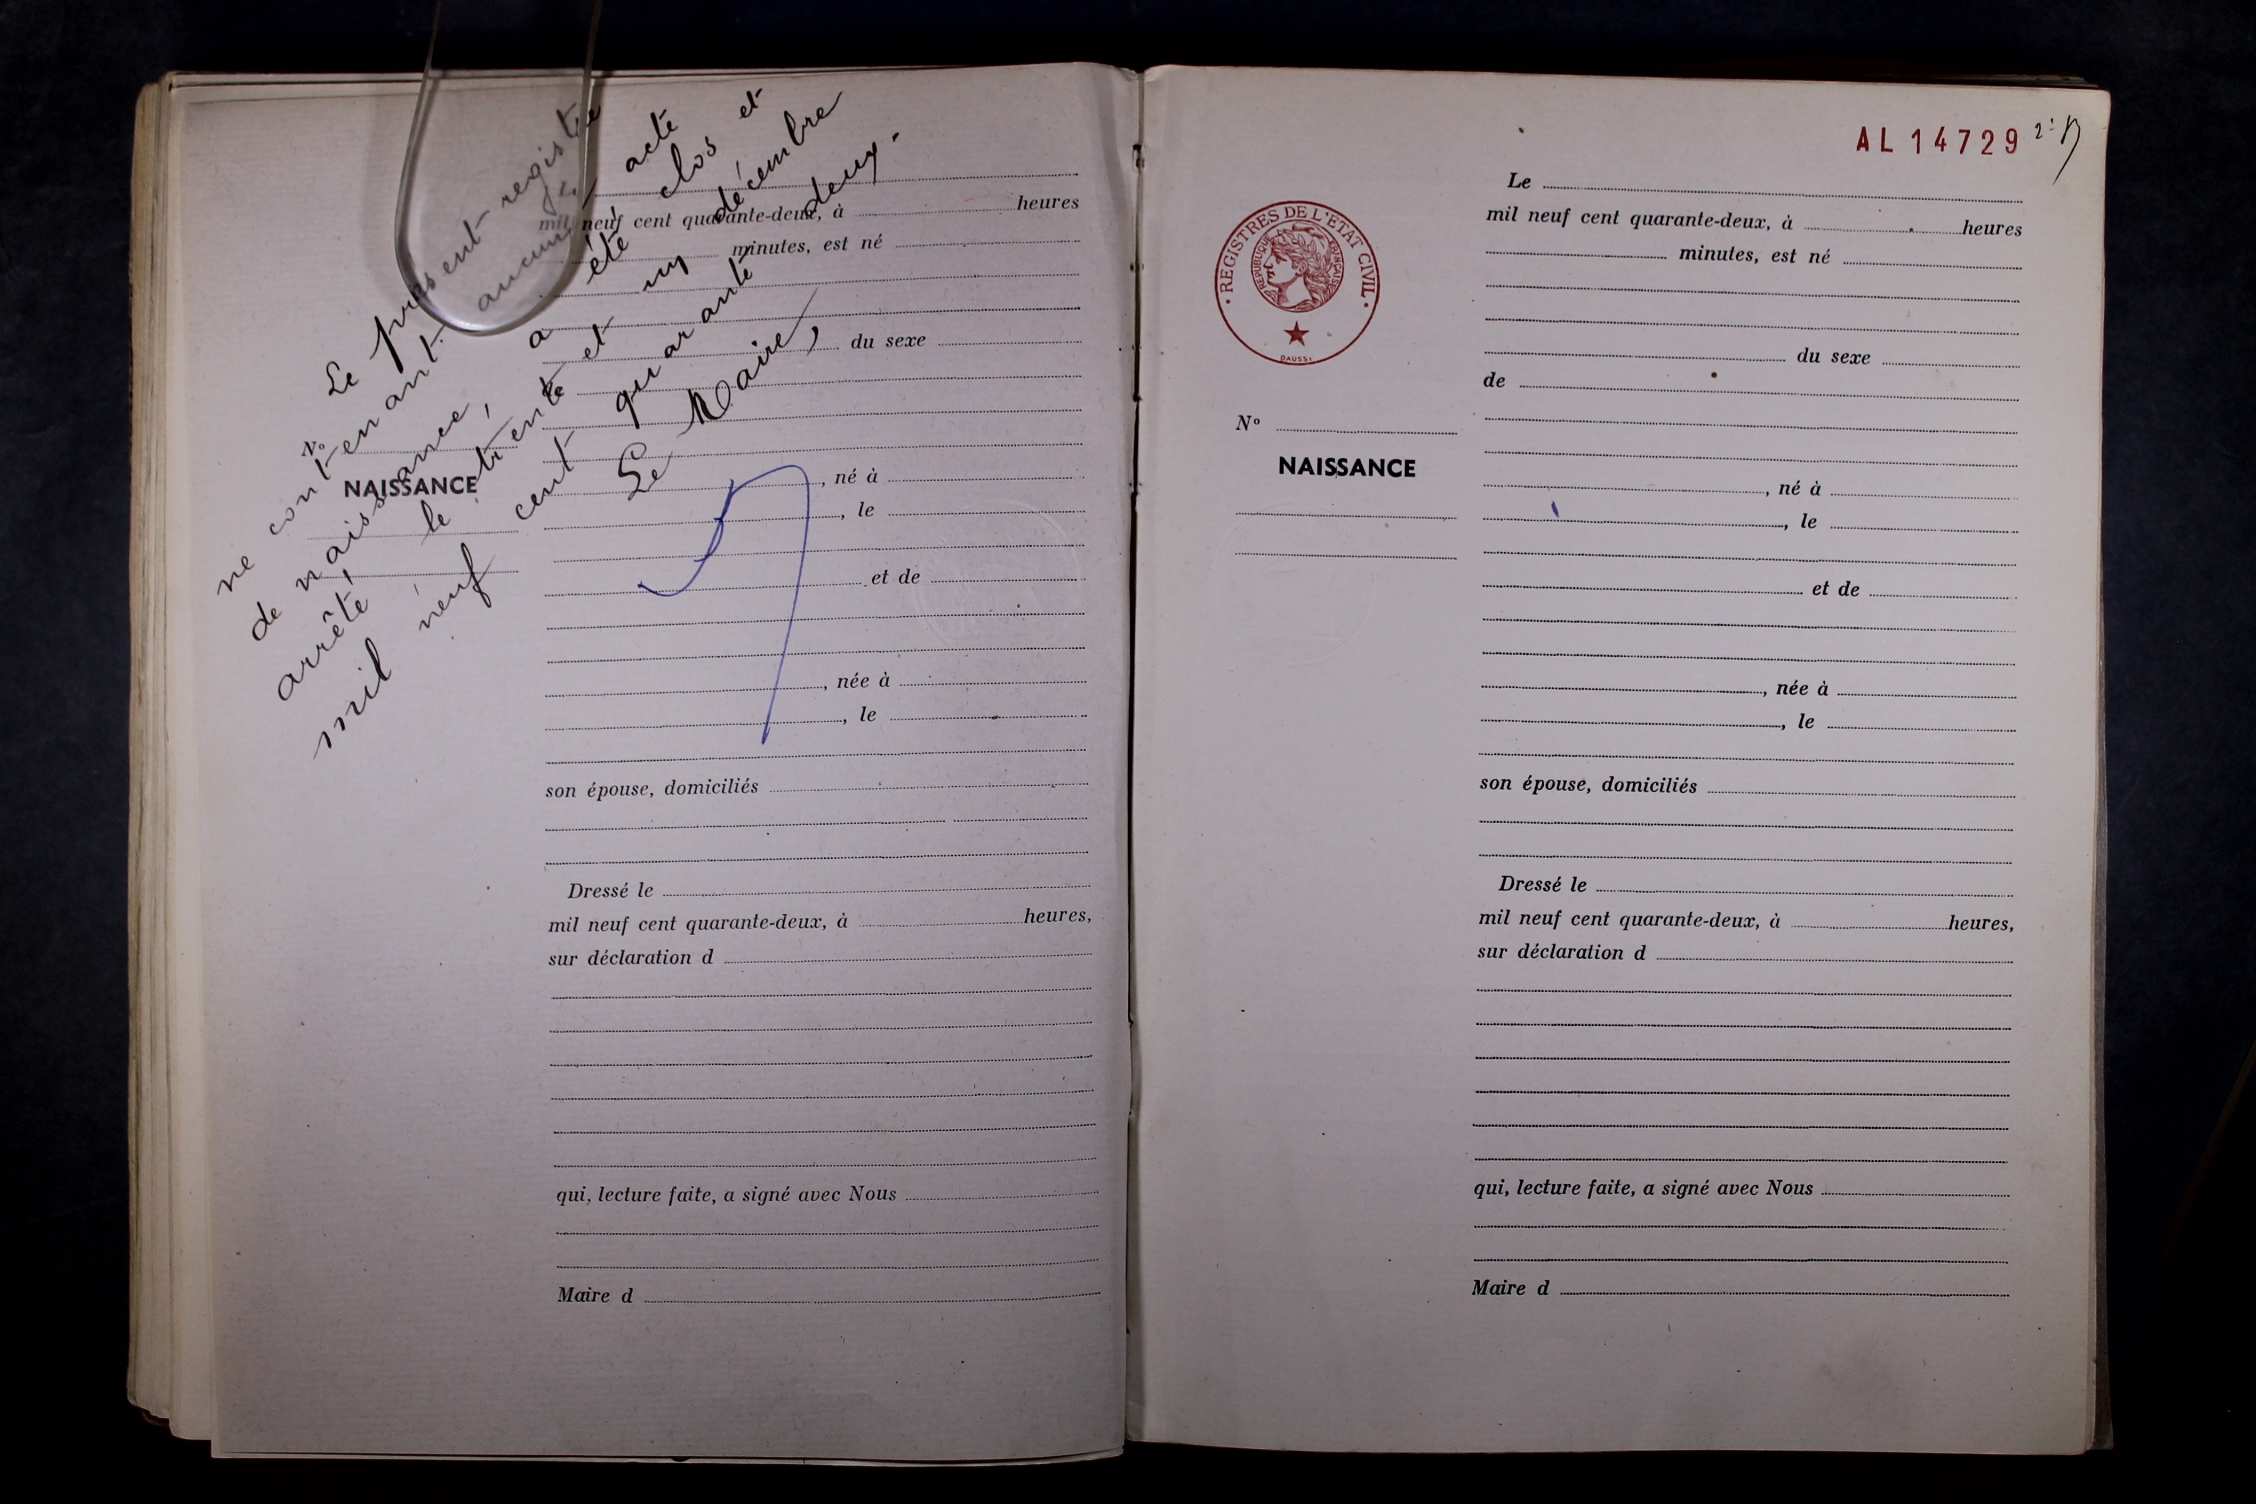 Le présent registre
ne contenant aucun acte
de naissance, a été clos et
arrêté, le trente et un décembre
mil neuf cent quarante deux.
Le Maire,
mil neuf cent quarante-deux, à heures
minutes, est né
du sexe
N°
NAISSANCE
, né à
, le
et de
, née à
, le
son épouse, domiciliés
Dressé le
mil neuf cent quarante-deux, à heures,
sur déclaration d
qui, lecture faite, a signé avec Nous
Maire d
AL 14729
REGISTRES DE L'ETAT CIVIL
REPUBLIQUE FRANÇAISE
N°
NAISSANCE
Le
mil neuf cent quarante-deux, à heures
minutes, est né
du sexe
de
, né à
, le
et de
, née à
, le
son épouse, domiciliés
Dressé le
mil neuf cent quarante-deux, à heures,
sur déclaration d
qui, lecture faite, a signé avec Nous
Maire d